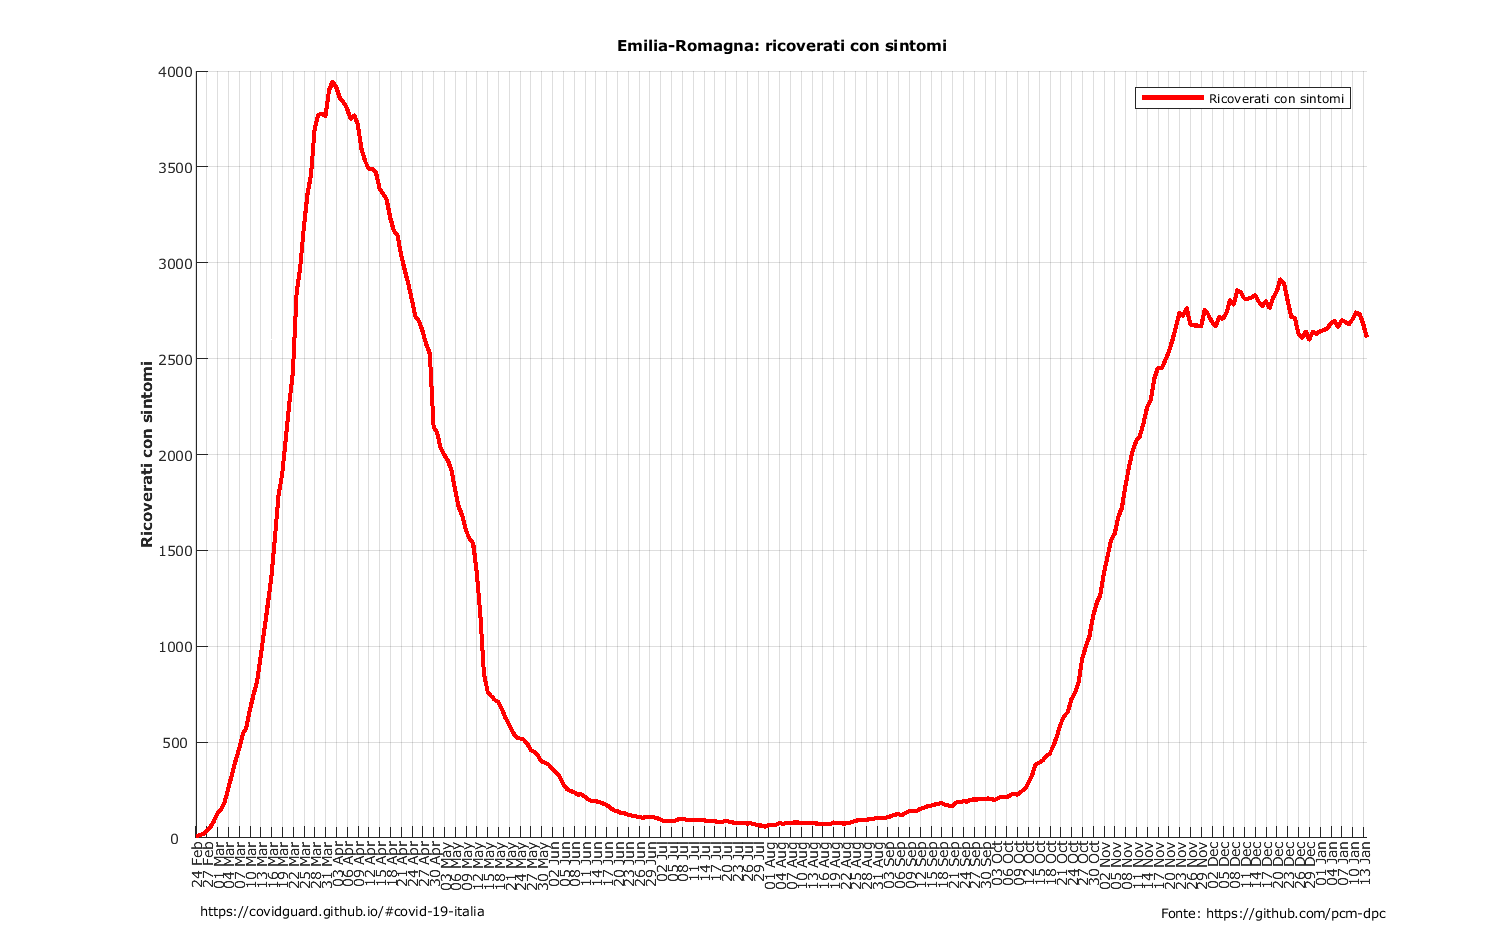 Emilia-Romagna: ricoverati con sintomi
Ricoverati con sintomi
Ricoverati con sintomi
4000
3500
3000
2500
2000
1500
1000
500
0
24 Feb
27 Feb
01 Mar
04 Mar
07 Mar
10 Mar
13 Mar
16 Mar
19 Mar
22 Mar
25 Mar
28 Mar
31 Mar
03 Apr
06 Apr
09 Apr
12 Apr
15 Apr
18 Apr
21 Apr
24 Apr
27 Apr
30 Apr
03 May
06 May
09 May
12 May
15 May
18 May
21 May
24 May
27 May
30 May
02 Jun
05 Jun
08 Jun
11 Jun
14 Jun
17 Jun
20 Jun
23 Jun
26 Jun
29 Jun
02 Jul
05 Jul
08 Jul
11 Jul
14 Jul
17 Jul
20 Jul
23 Jul
26 Jul
29 Jul
01 Aug
04 Aug
07 Aug
10 Aug
13 Aug
16 Aug
19 Aug
22 Aug
25 Aug
28 Aug
31 Aug
03 Sep
06 Sep
09 Sep
12 Sep
15 Sep
18 Sep
21 Sep
24 Sep
27 Sep
30 Sep
03 Oct
06 Oct
09 Oct
12 Oct
15 Oct
18 Oct
21 Oct
24 Oct
27 Oct
30 Oct
02 Nov
05 Nov
08 Nov
11 Nov
14 Nov
17 Nov
20 Nov
23 Nov
26 Nov
29 Nov
02 Dec
05 Dec
08 Dec
11 Dec
14 Dec
17 Dec
20 Dec
23 Dec
26 Dec
29 Dec
01 Jan
04 Jan
07 Jan
10 Jan
13 Jan
https://covidguard.github.io/#covid-19-italia
Fonte: https://github.com/pcm-dpc